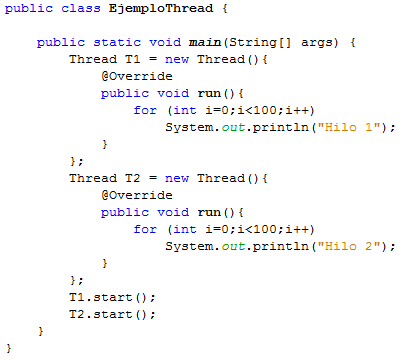 public class EjemploThread {
public static void main(String[] args) {
Thread T1 = new Thread(){
@Override
public void run(){
for (int i=0;i<100;i++)
System.out.println("Hilo 1");
}
};
Thread T2 = new Thread(){
@Override
public void run(){
for (int i=0;i<100;i++)
System.out.println("Hilo 2");
}
};
T1.start();
T2.start();
}
}